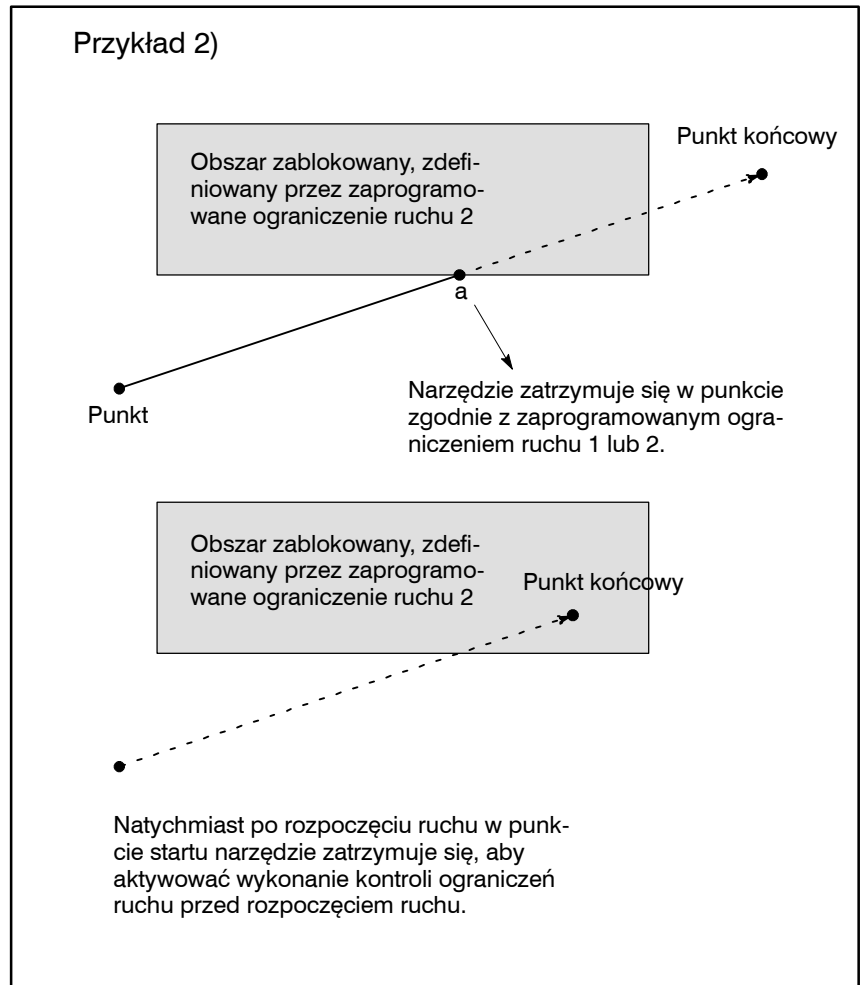 Przykład 2)
Obszar zablokowany, zdefi-
niowany przez zaprogramo-
wane ograniczenie ruchu 2
Punkt końcowy
a
Punkt
Narzędzie zatrzymuje się w punkcie
zgodnie z zaprogramowanym ogra-
niczeniem ruchu 1 lub 2.
Obszar zablokowany, zdefi-
niowany przez zaprogramo-
wane ograniczenie ruchu 2
Punkt końcowy
Natychmiast po rozpoczęciu ruchu w punk-
cie startu narzędzie zatrzymuje się, aby
aktywować wykonanie kontroli ograniczeń
ruchu przed rozpoczęciem ruchu.